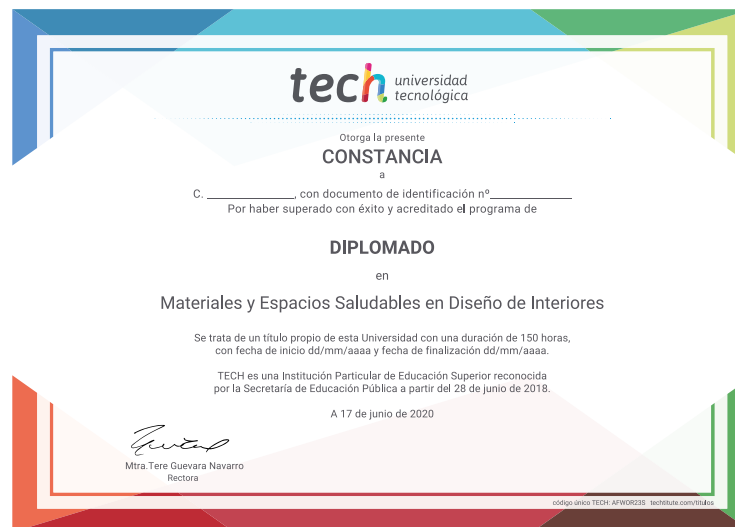 tech universidad
tecnológica
Otorga la presente
CONSTANCIA
a
C. ______________, con documento de identificación nº_____________
Por haber superado con éxito y acreditado el programa de
DIPLOMADO
en
Materiales y Espacios Saludables en Diseño de Interiores
Se trata de un título propio de esta Universidad con una duración de 150 horas,
con fecha de inicio dd/mm/aaaa y fecha de finalización dd/mm/aaaa.
TECH es una Institución Particular de Educación Superior reconocida
por la Secretaría de Educación Pública a partir del 28 de junio de 2018.
A 17 de junio de 2020
Mtra.Tere Guevara Navarro
Rectora
código único TECH: AFWOR23S techtitute.com/titulos